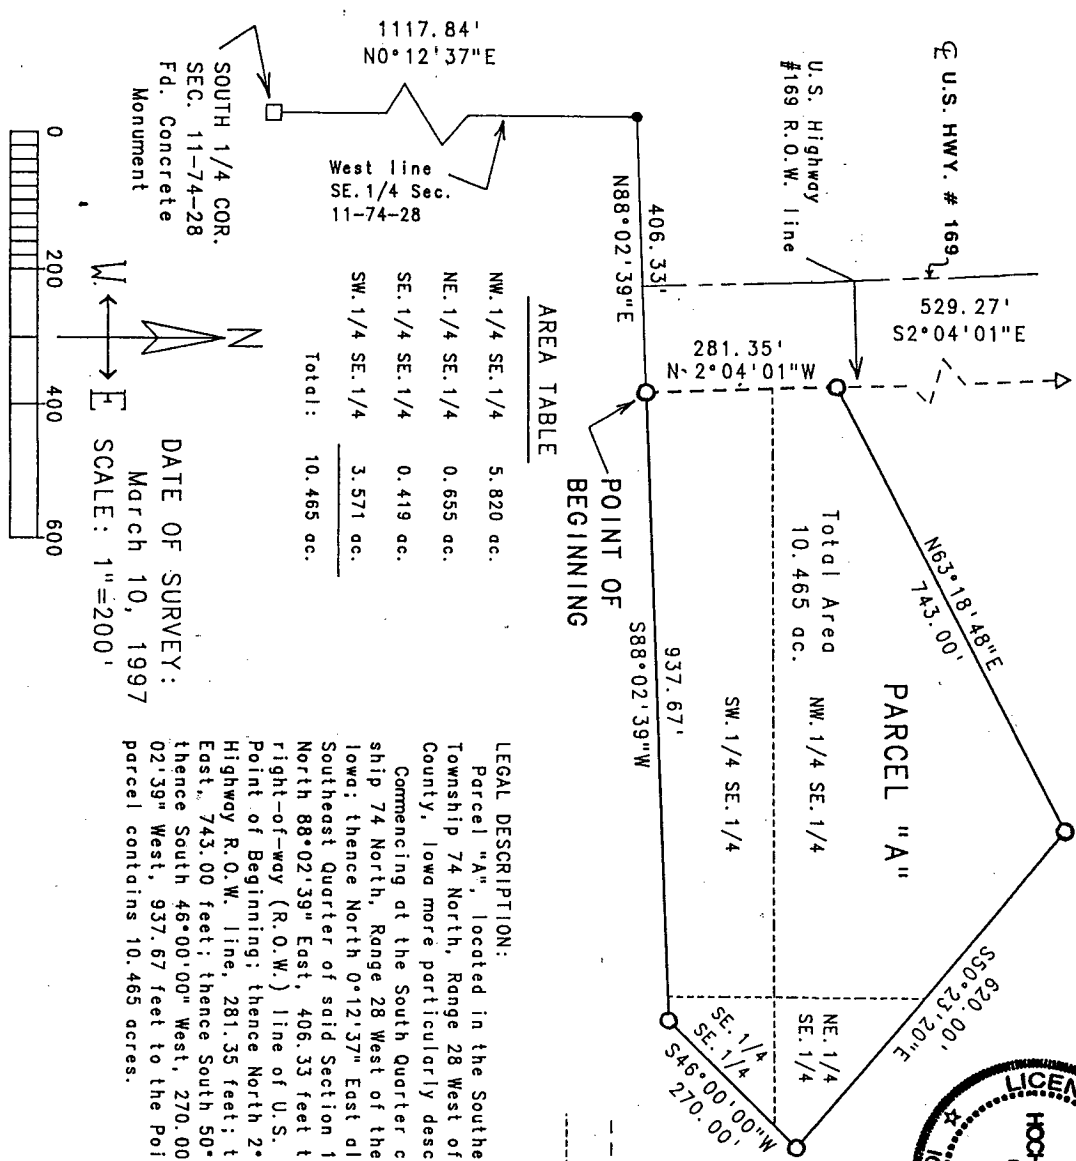 1117.84'
N0°12'37"E
SOUTH 1/4 COR.
SEC. 11-74-28
Fd. Concrete
Monument
West line
SE.1/4 Sec.
11-74-28
℄ U.S. HWY. # 169
U.S. Highway
#169 R.O.W. line
406.33'
N88°02'39"E
529.27'
S2°04'01"E
281.35'
N-2°04'01"W
POINT OF
BEGINNING
N63°18'48"E
743.00'
Total Area
10.465 ac.
PARCEL "A"
NW.1/4 SE.1/4
SW.1/4 SE.1/4
937.67'
S88°02'39"W
620.00'
S50°23'20"E
NE.1/4
SE.1/4
SE.1/4
SE.1/4
S46°00'00"W
270.00'
AREA TABLE
NW.1/4 SE.1/4 5.820 ac.
NE.1/4 SE.1/4 0.655 ac.
SE.1/4 SE.1/4 0.419 ac.
SW.1/4 SE.1/4 3.571 ac.
Total: 10.465 ac.
W E
N
0 200 400 600
DATE OF SURVEY:
March 10, 1997
SCALE: 1"=200'
LEGAL DESCRIPTION:
Parcel "A", located in the Southe
Township 74 North, Range 28 West of
County, Iowa more particularly desc
Commencing at the South Quarter c
ship 74 North, Range 28 West of the
Iowa; thence North 0°12'37" East al
Southeast Quarter of said Section 1
North 88°02'39" East, 406.33 feet t
right-of-way (R.O.W.) line of U.S.
Point of Beginning; thence North 2°
Highway R.O.W. line, 281.35 feet; t
East, 743.00 feet; thence South 50°
thence South 46°00'00" West, 270.00
02'39" West, 937.67 feet to the Poi
parcel contains 10.465 acres.
LICEN
HOCH